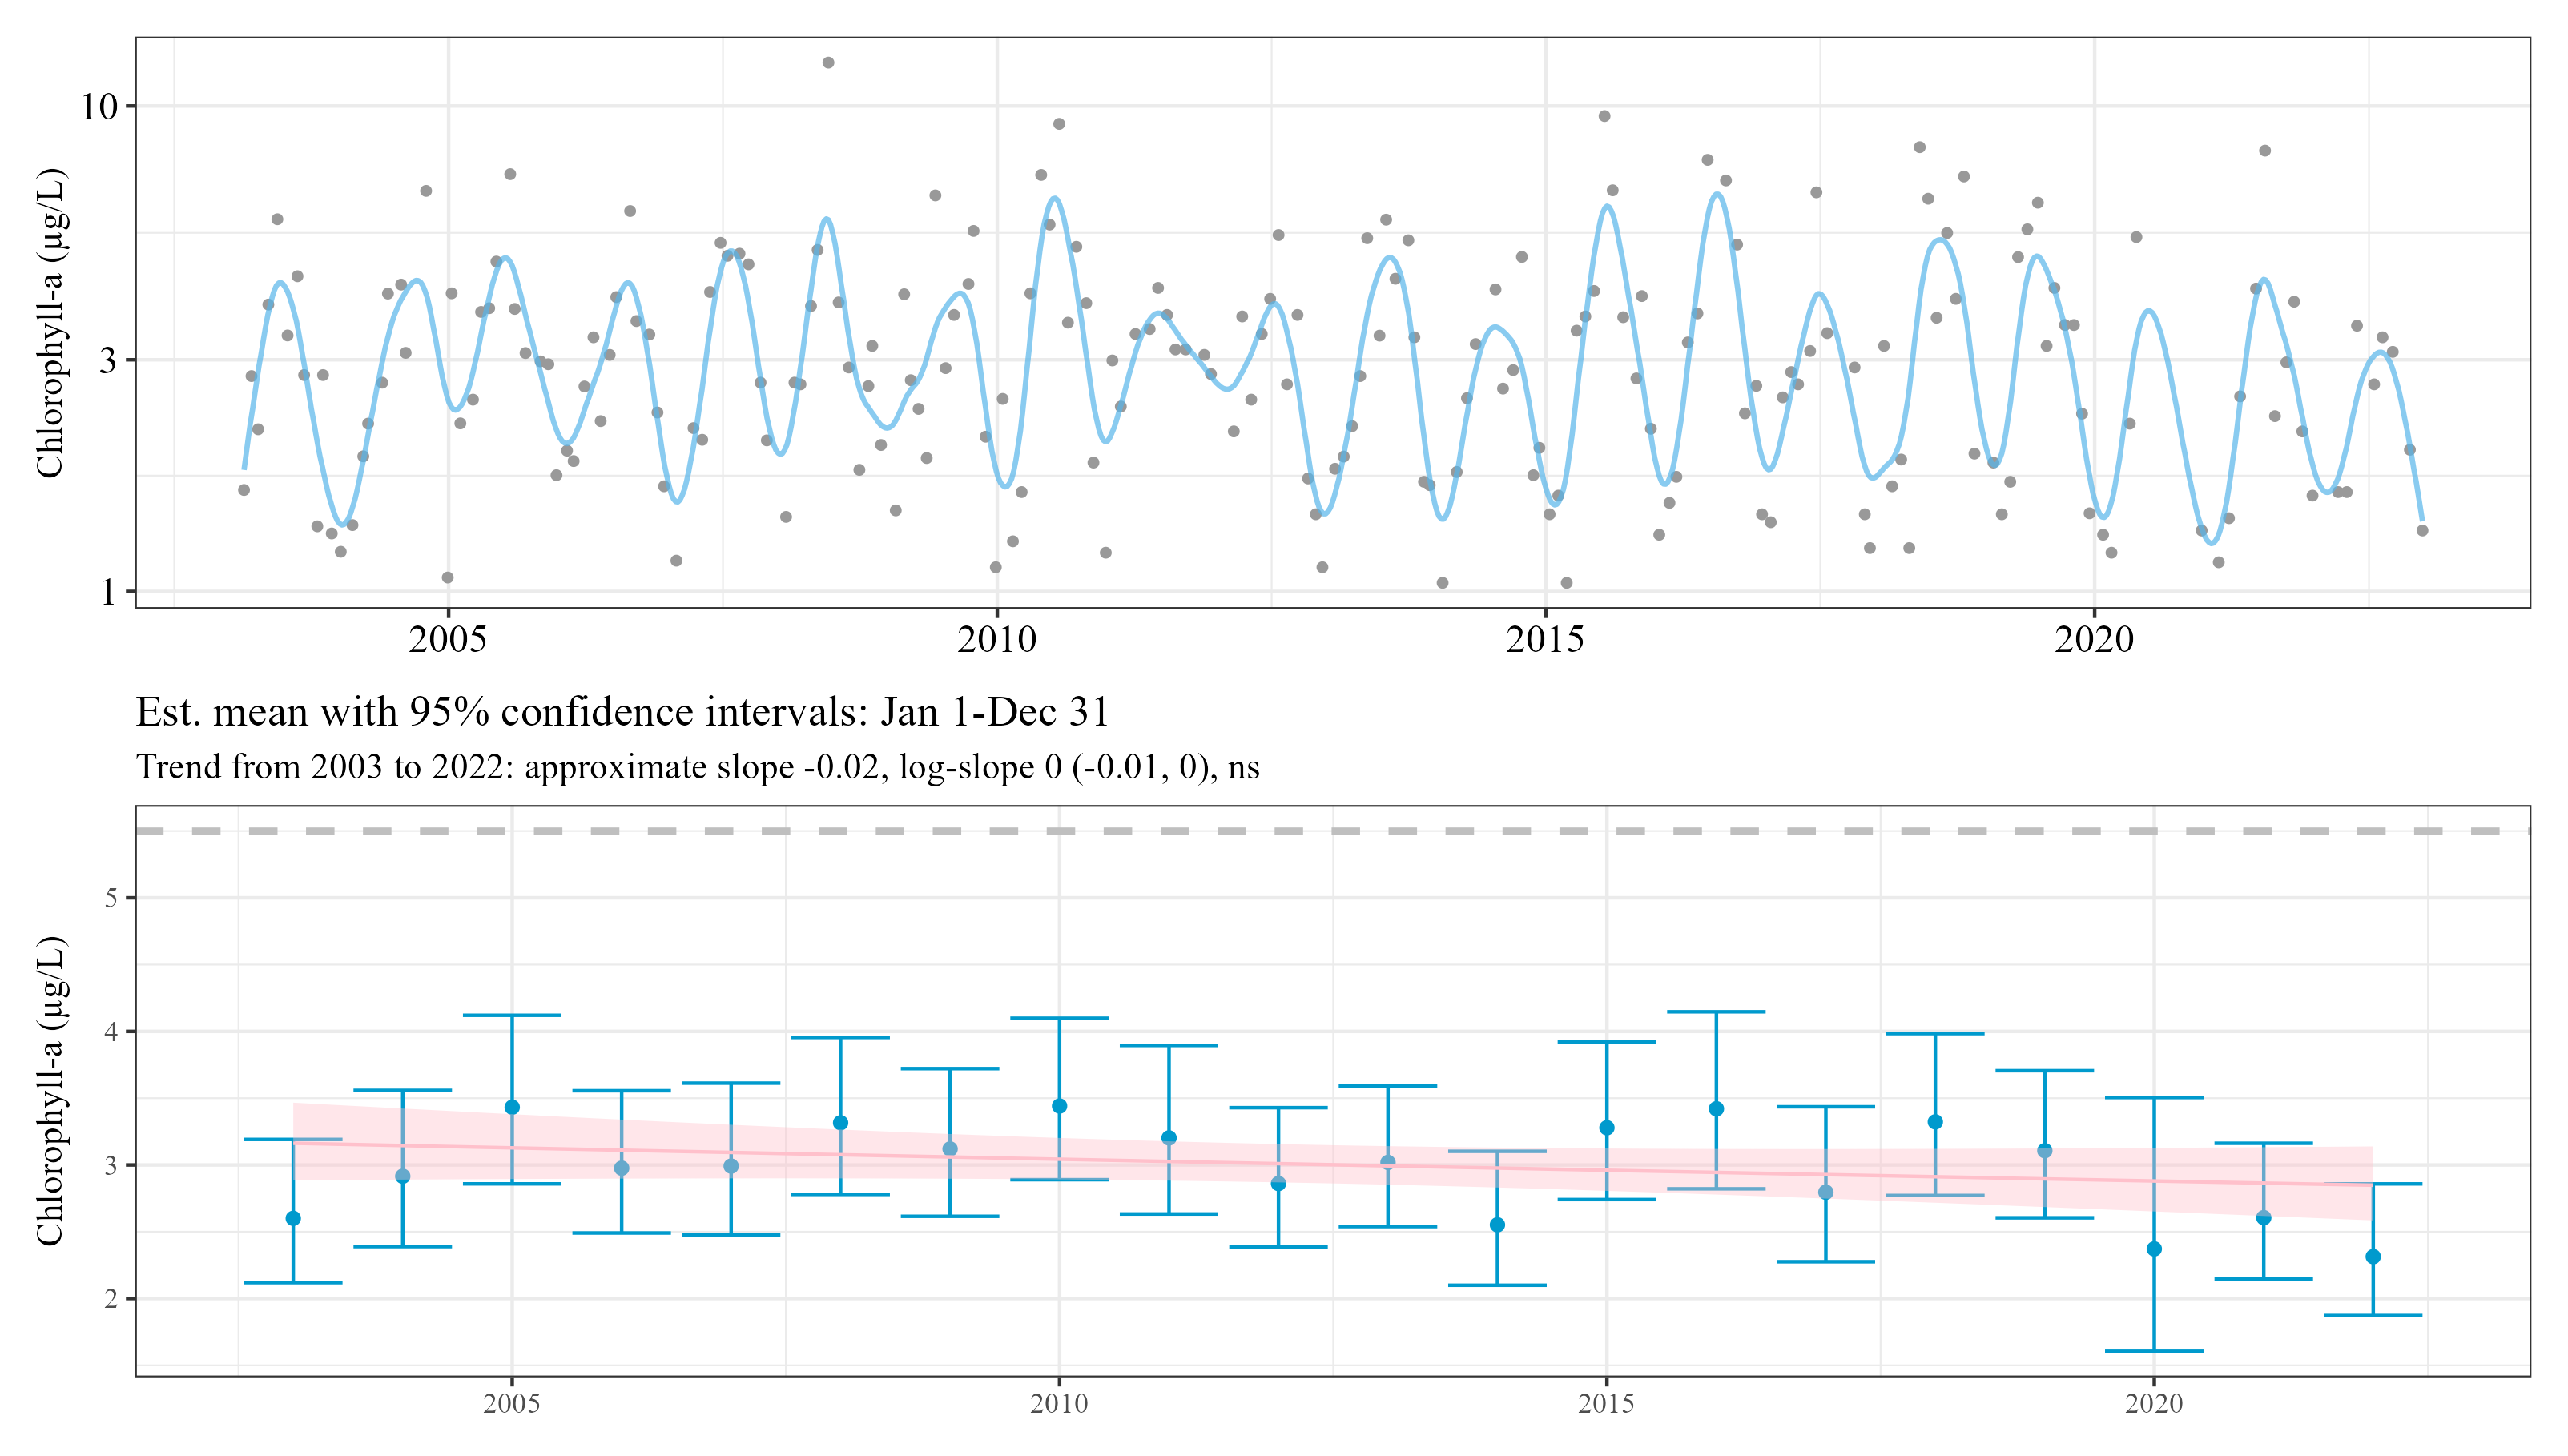 Chlorophyll-a (µg/L)
10
3
1
2005 2010 2015 2020
Est. mean with 95% confidence intervals: Jan 1-Dec 31
Trend from 2003 to 2022: approximate slope -0.02, log-slope 0 (-0.01, 0), ns
Chlorophyll-a (µg/L)
5
4
3
2
2005 2010 2015 2020